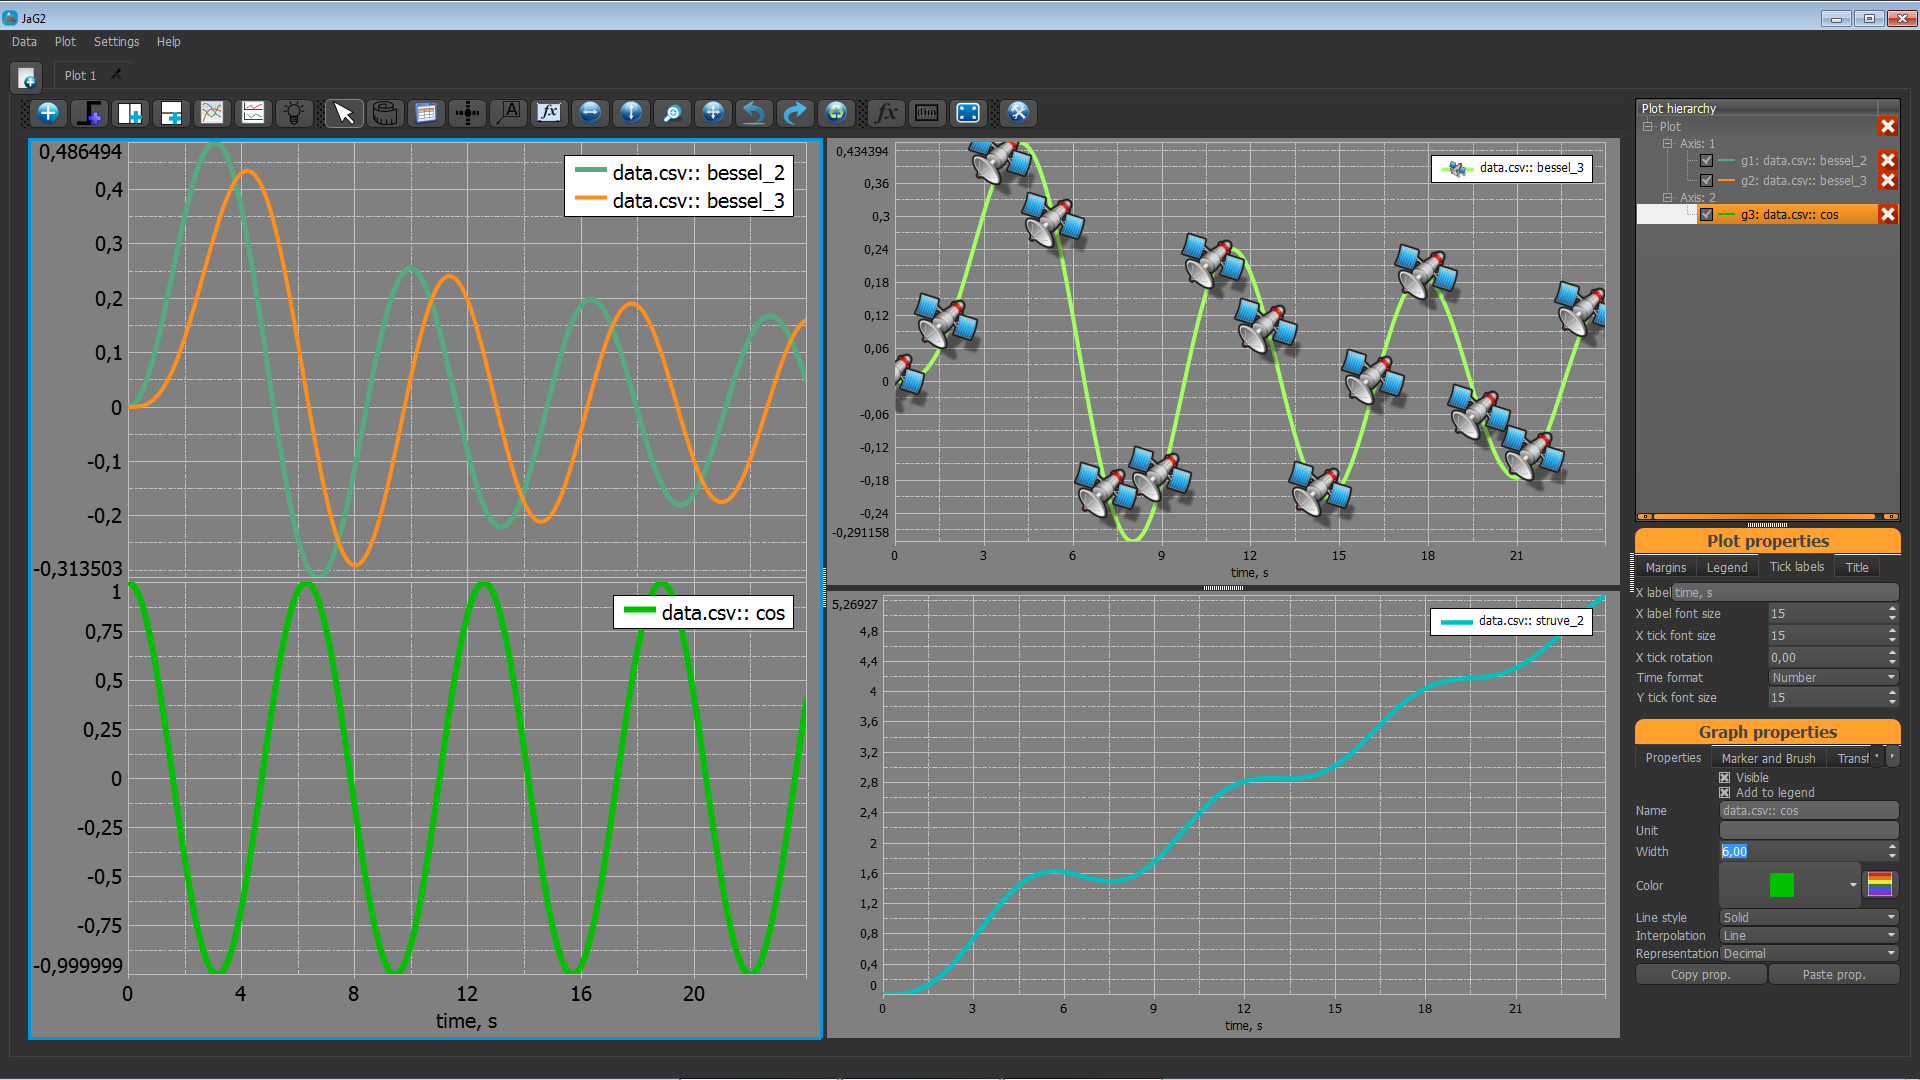 JaG2
Data Plot Settings Help
Plot 1
0,486494
0,4
0,3
0,2
0,1
0
-0,1
-0,2
-0,313503
data.csv:: bessel_2
data.csv:: bessel_3
1
0,75
0,5
0,25
0
-0,25
-0,5
-0,75
-0,999999
data.csv:: cos
0 4 8 12 16 20
time, s
0,434394
0,36
0,3
0,24
0,18
0,12
0,06
0
-0,06
-0,12
-0,18
-0,24
-0,291158
data.csv:: bessel_3
0 3 6 9 12 15 18 21
time, s
5,26927
4,8
4,4
4
3,6
3,2
2,8
2,4
2
1,6
1,2
0,8
0,4
0
data.csv:: struve_2
0 3 6 9 12 15 18 21
time, s
Plot hierarchy
Plot
Axis: 1
g1: data.csv:: bessel_2
g2: data.csv:: bessel_3
Axis: 2
g3: data.csv:: cos
Plot properties
Margins Legend Tick labels Title
X label time, s
X label font size 15
X tick font size 15
X tick rotation 0,00
Time format Number
Y tick font size 15
Graph properties
Properties Marker and Brush Transf
Visible
Add to legend
Name data.csv:: cos
Unit
Width 6,00
Color
Line style Solid
Interpolation Line
Representation Decimal
Copy prop. Paste prop.